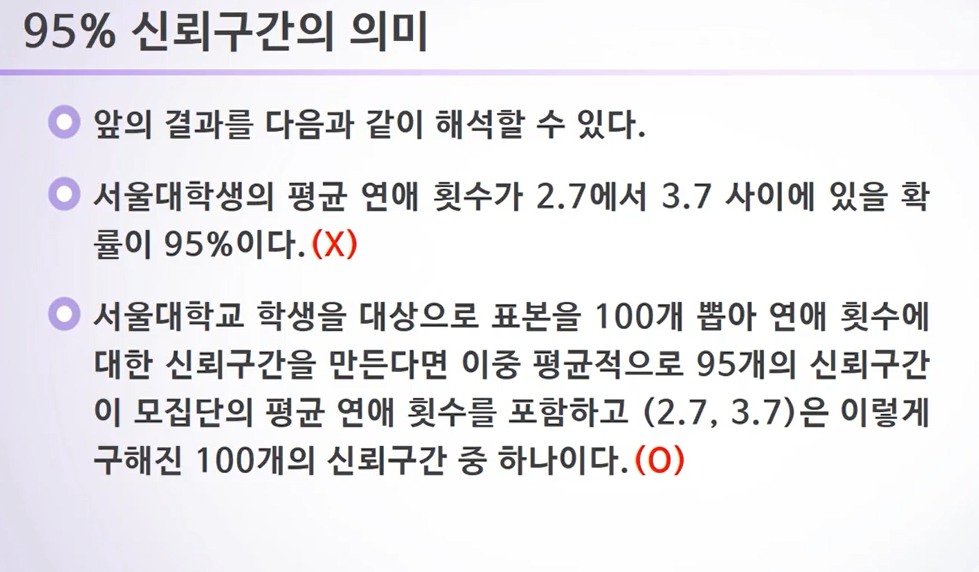 95% 신뢰구간의 의미
앞의 결과를 다음과 같이 해석할 수 있다.
서울대학생의 평균 연애 횟수가 2.7에서 3.7 사이에 있을 확
률이 95%이다.(X)
서울대학교 학생을 대상으로 표본을 100개 뽑아 연애 횟수에
대한 신뢰구간을 만든다면 이중 평균적으로 95개의 신뢰구간
이 모집단의 평균 연애 횟수를 포함하고 (2.7, 3.7)은 이렇게
구해진 100개의 신뢰구간 중 하나이다.(O)